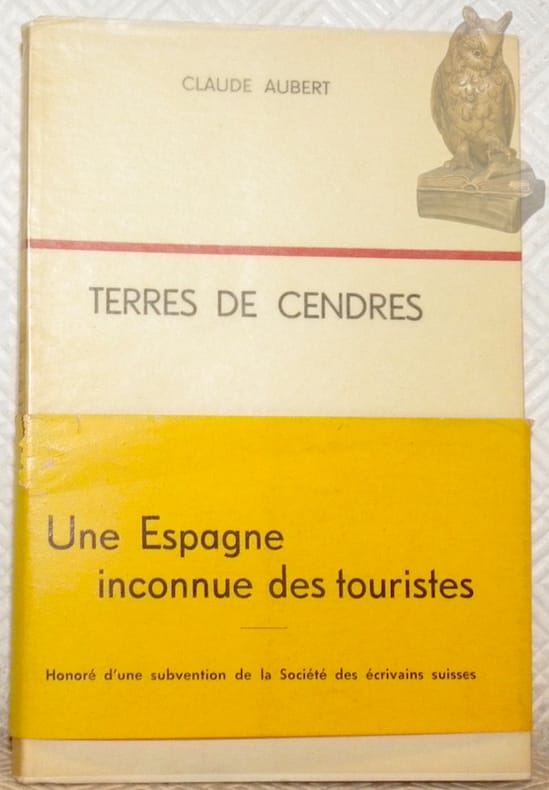 CLAUDE AUBERT
TERRES DE CENDRES
Une Espagne
inconnue des touristes
Honoré d'une subvention de la Société des écrivains suisses